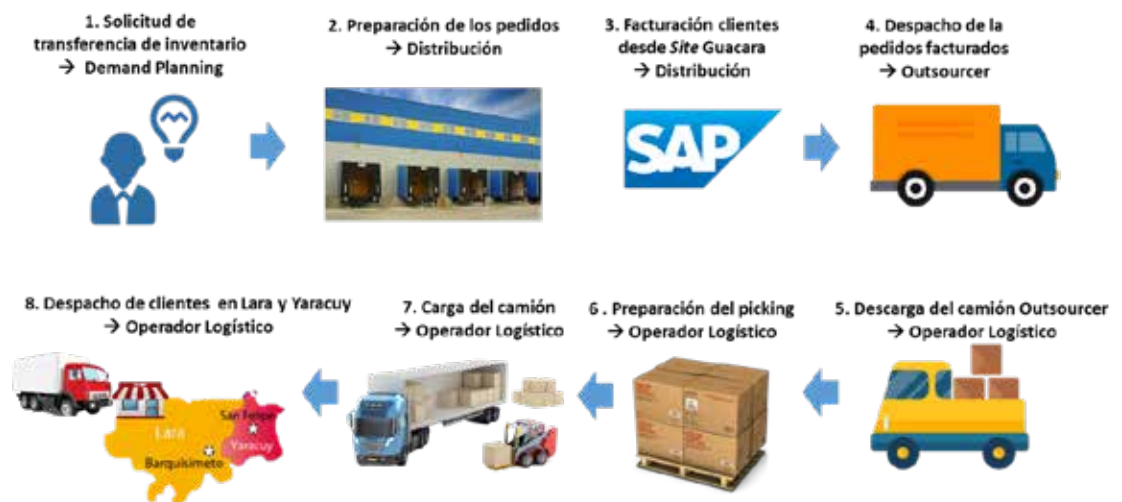 1. Solicitud de
transferencia de inventario
→ Demand Planning
2. Preparación de los pedidos
→ Distribución
3. Facturación clientes
desde Site Guacara
→ Distribución
4. Despacho de la
pedidos facturados
→ Outsourcer
SAP
8. Despacho de clientes en Lara y Yaracuy
→ Operador Logístico
7. Carga del camión
→ Operador Logístico
6 . Preparación del picking
→ Operador Logístico
5. Descarga del camión Outsourcer
→ Operador Logístico
San Felipe
Lara
Yaracuy
Barquisimeto